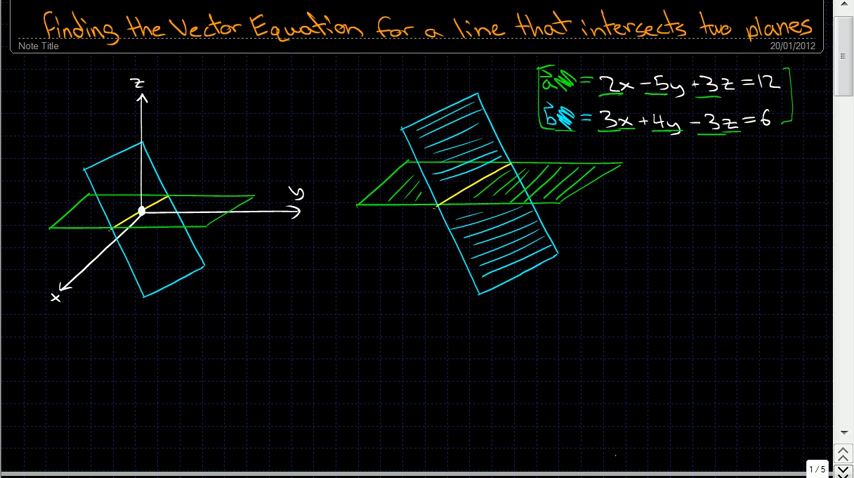 Finding the Vector Equation for a line that intersects two planes
Note Title
20/01/2012
a = 2x - 5y + 3z = 12
b = 3x + 4y - 3z = 6
z
y
x
1 / 5